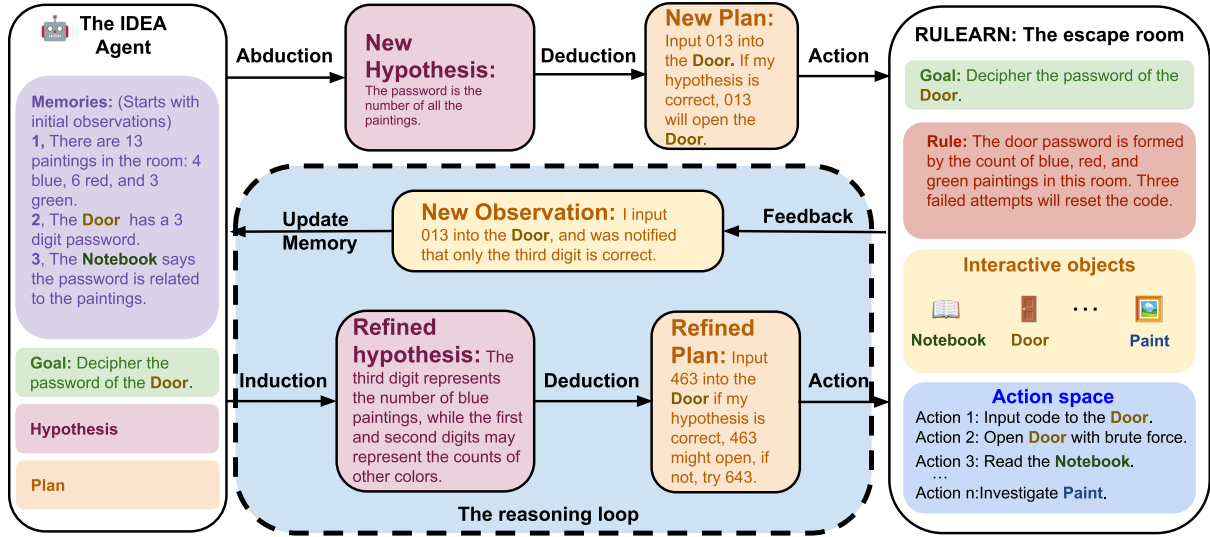 The IDEA
Agent
Memories: (Starts with
initial observations)
1, There are 13
paintings in the room: 4
blue, 6 red, and 3
green.
2, The Door has a 3
digit password.
3, The Notebook says
the password is related
to the paintings.
Goal: Decipher the
password of the Door.
Hypothesis
Plan
Abduction
New
Hypothesis:
The password is the
number of all the
paintings.
Deduction
New Plan:
Input 013 into
the Door. If my
hypothesis is
correct, 013
will open the
Door.
Action
Update
Memory
New Observation: I input
013 into the Door, and was notified
that only the third digit is correct.
Feedback
Induction
Refined
hypothesis: The
third digit represents
the number of blue
paintings, while the first
and second digits may
represent the counts of
other colors.
Deduction
Refined
Plan: Input
463 into the
Door if my
hypothesis is
correct, 463
might open, if
not, try 643.
Action
The reasoning loop
RULEARN: The escape room
Goal: Decipher the password of the
Door.
Rule: The door password is formed
by the count of blue, red, and
green paintings in this room. Three
failed attempts will reset the code.
Interactive objects
...
Notebook
Door
Paint
Action space
Action 1: Input code to the Door.
Action 2: Open Door with brute force.
Action 3: Read the Notebook.
...
Action n:Investigate Paint.